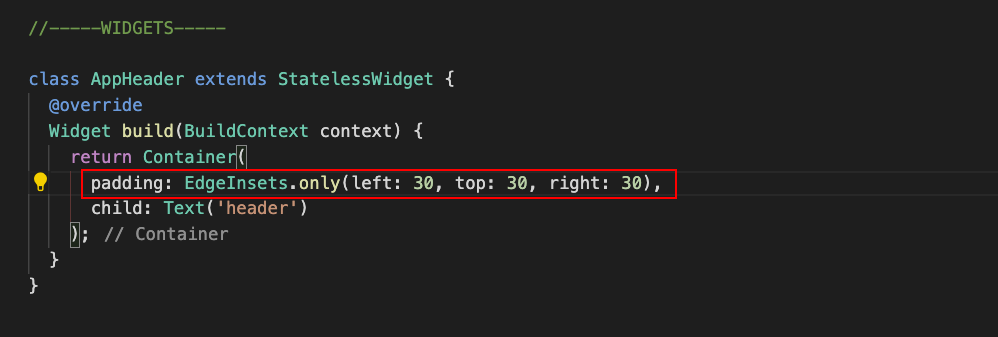 //-----WIDGETS-----
class AppHeader extends StatelessWidget {
@override
Widget build(BuildContext context) {
return Container(
padding: EdgeInsets.only(left: 30, top: 30, right: 30),
child: Text('header')
); // Container
}
}